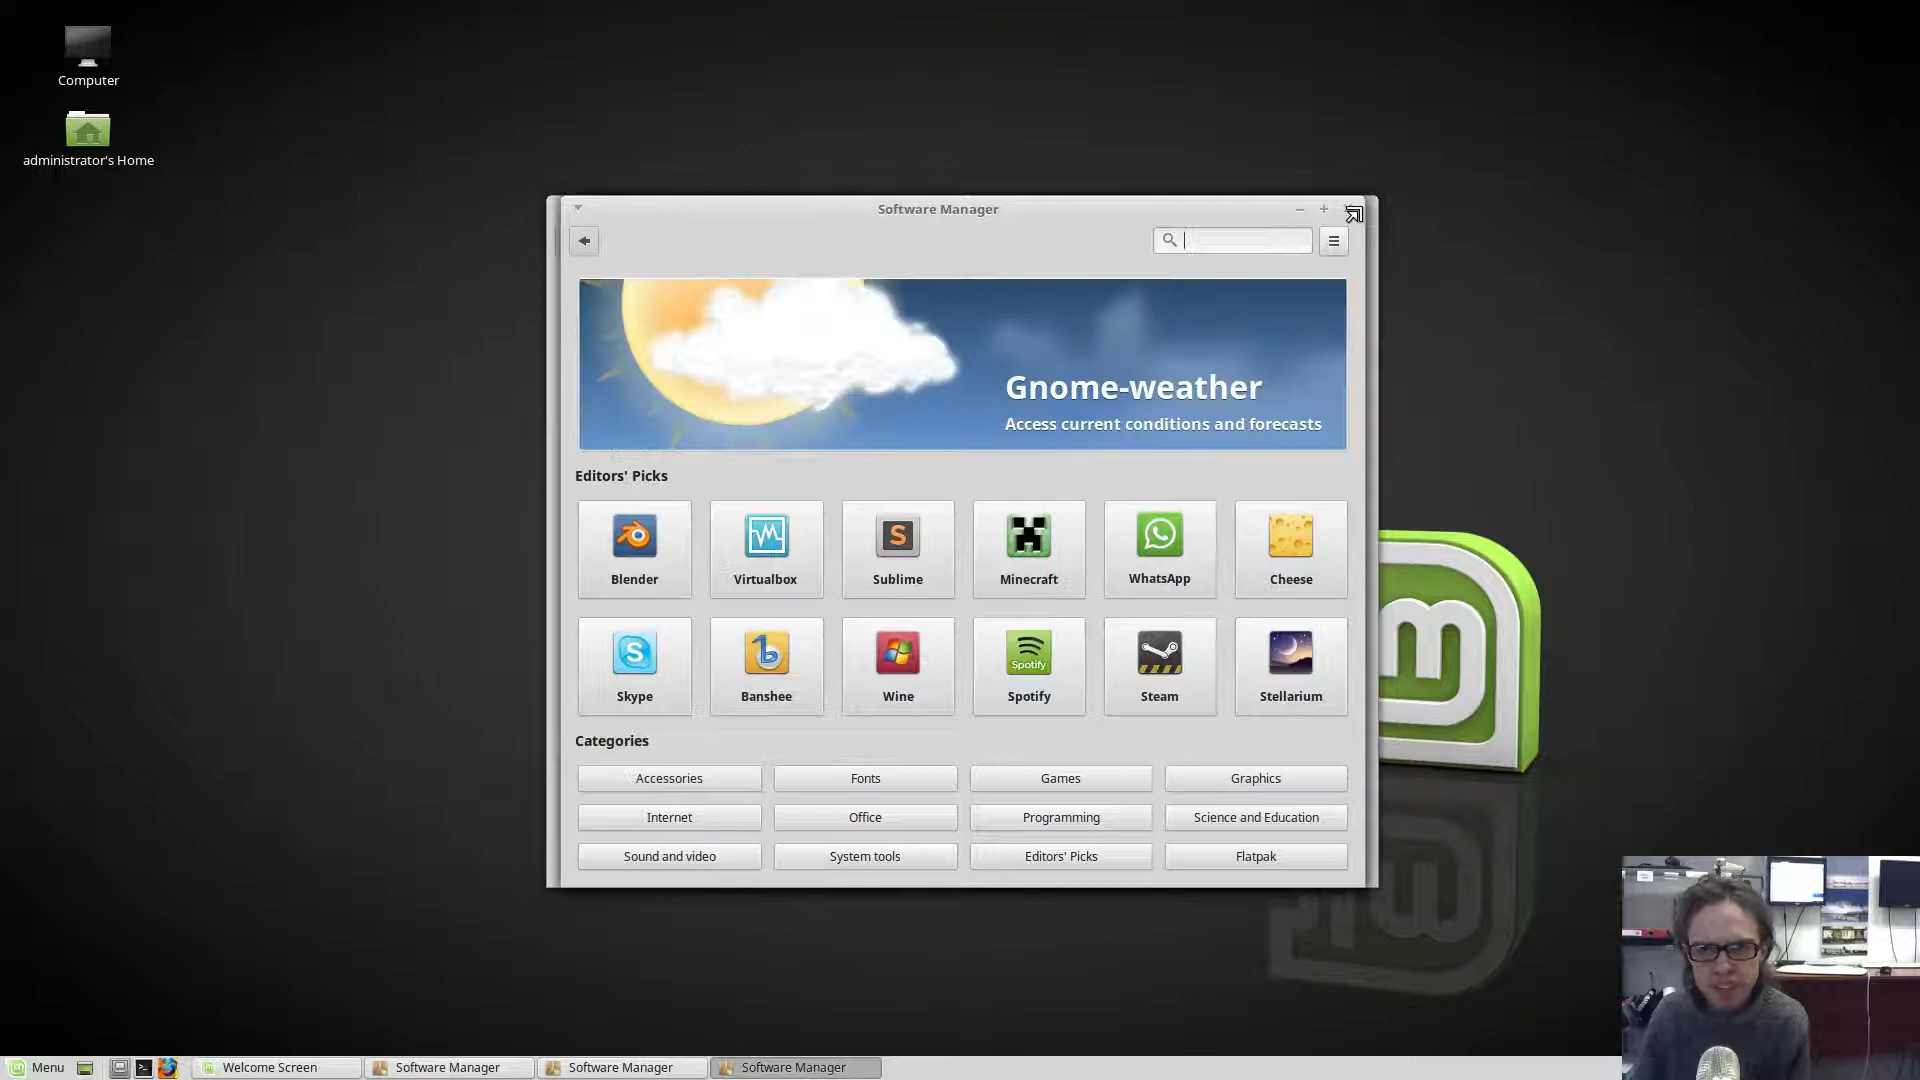 Computer
administrator's Home
Software Manager
Gnome-weather
Access current conditions and forecasts
Editors' Picks
Blender
Virtualbox
Sublime
Minecraft
WhatsApp
Cheese
Skype
Banshee
Wine
Spotify
Spotify
Steam
Stellarium
Categories
Accessories
Fonts
Games
Graphics
Internet
Office
Programming
Science and Education
Sound and video
System tools
Editors' Picks
Flatpak
Menu
Welcome Screen
Software Manager
Software Manager
Software Manager